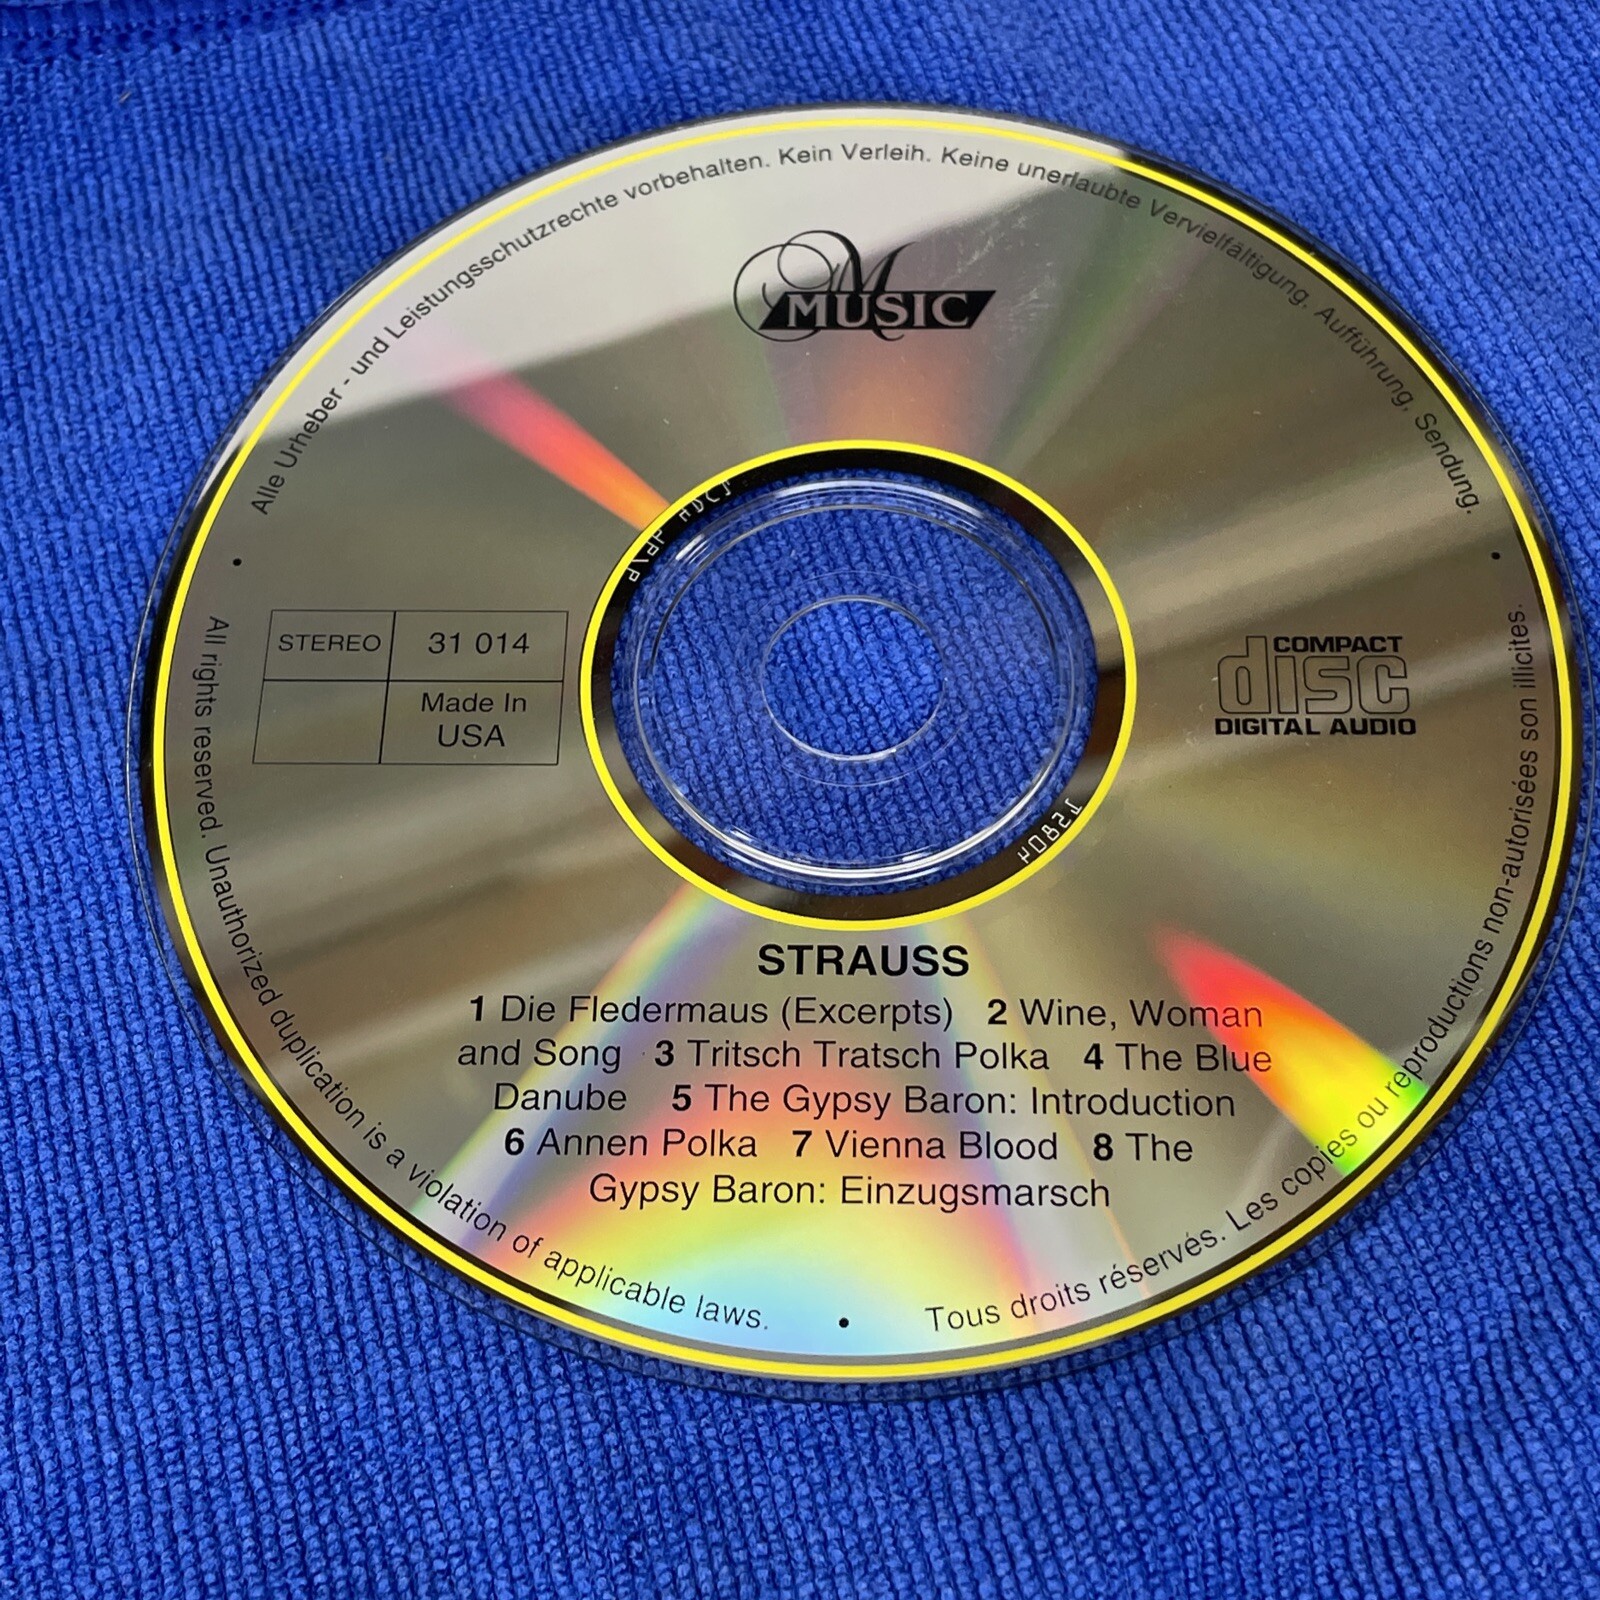 Alle Urheber - und Leistungsschutzrechte vorbehalten. Kein Verleih. Keine unerlaubte Vervielfältigung. Aufführung, Sendung.
M
MUSIC
STEREO 31 014
Made In
USA
COMPACT
disc
DIGITAL AUDIO
STRAUSS
1 Die Fledermaus (Excerpts) 2 Wine, Woman
and Song 3 Tritsch Tratsch Polka 4 The Blue
Danube 5 The Gypsy Baron: Introduction
6 Annen Polka 7 Vienna Blood 8 The
Gypsy Baron: Einzugsmarsch
All rights reserved. Unauthorized duplication is a violation of applicable laws.
Tous droits réservés. Les copies ou reproductions non-autorisées son illicites.